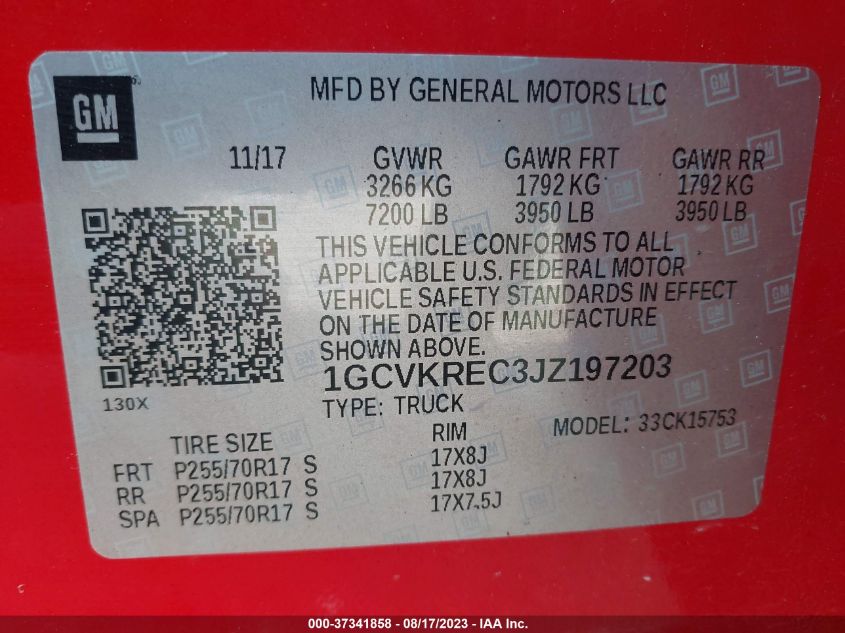 GM
MFD BY GENERAL MOTORS LLC
11/17 GVWR GAWR FRT GAWR RR
3266 KG 1792 KG 1792 KG
7200 LB 3950 LB 3950 LB
THIS VEHICLE CONFORMS TO ALL
APPLICABLE U.S. FEDERAL MOTOR
VEHICLE SAFETY STANDARDS IN EFFECT
ON THE DATE OF MANUFACTURE
SHOWN ABOVE.
1GCVKREC3JZ197203
130X
TYPE: TRUCK
MODEL: 33CK15753
TIRE SIZE RIM
FRT P255/70R17 S 17X8J
RR P255/70R17 S 17X8J
SPA P255/70R17 S 17X7.5J
000-37341858 - 08/17/2023 - IAA Inc.